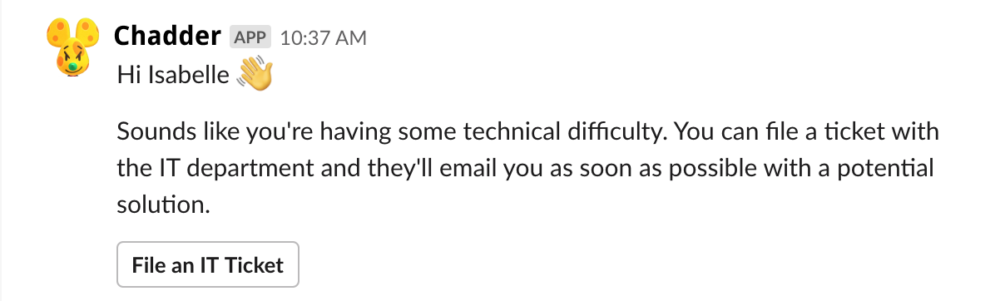 Chadder APP 10:37 AM
Hi Isabelle 👋
Sounds like you're having some technical difficulty. You can file a ticket with
the IT department and they'll email you as soon as possible with a potential
solution.
File an IT Ticket